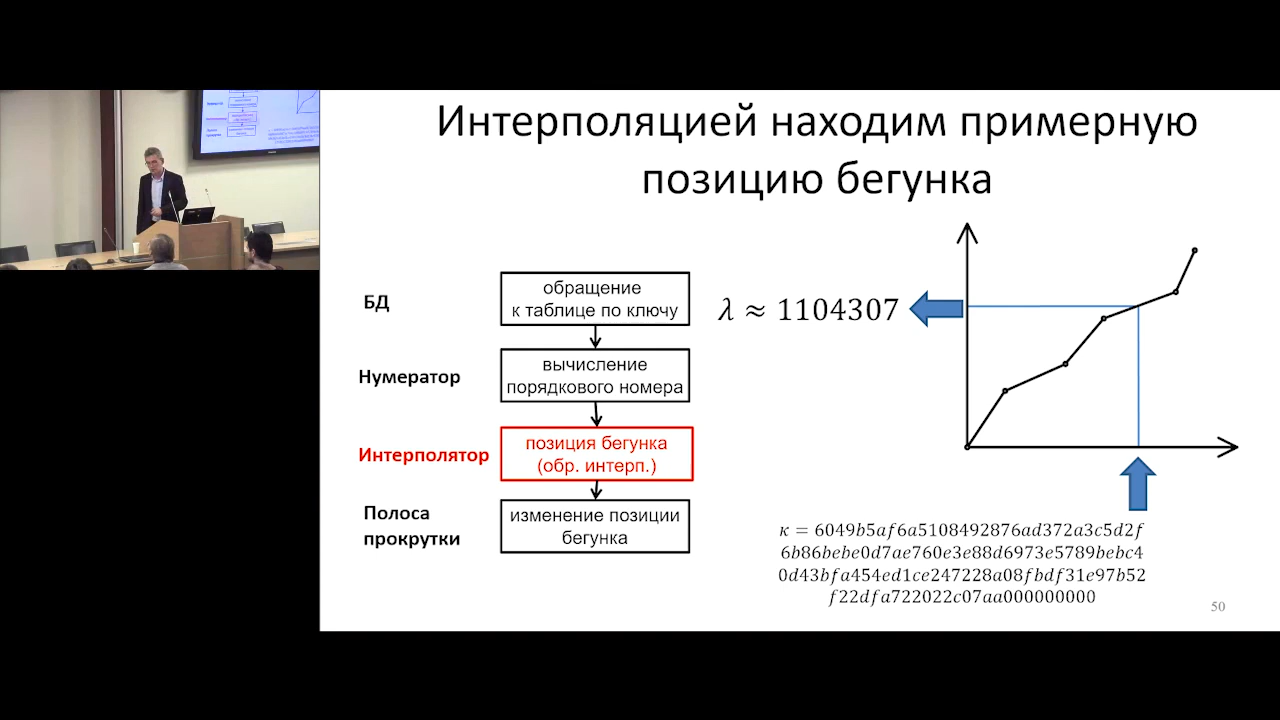 Интерполяцией находим примерную
позицию бегунка
БД
обращение
к таблице по ключу
Нумератор
вычисление
порядкового номера
Интерполятор
позиция бегунка
(обр. интерп.)
Полоса
прокрутки
изменение позиции
бегунка
λ ≈ 1104307
κ = 6049b5af6a5108492876ad372a3c5d2f
6b86bebe0d7ae760e3e88d6973e5789bebc4
0d43bfa454ed1ce247228a08fbdf31e97b52
f22dfa722022c07aa000000000
50